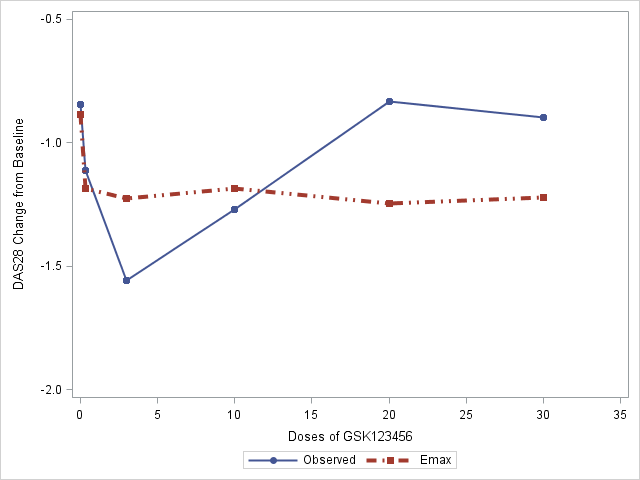 -0.5
-1.0
-1.5
-2.0
DAS28 Change from Baseline
0 5 10 15 20 25 30 35
Doses of GSK123456
Observed Emax